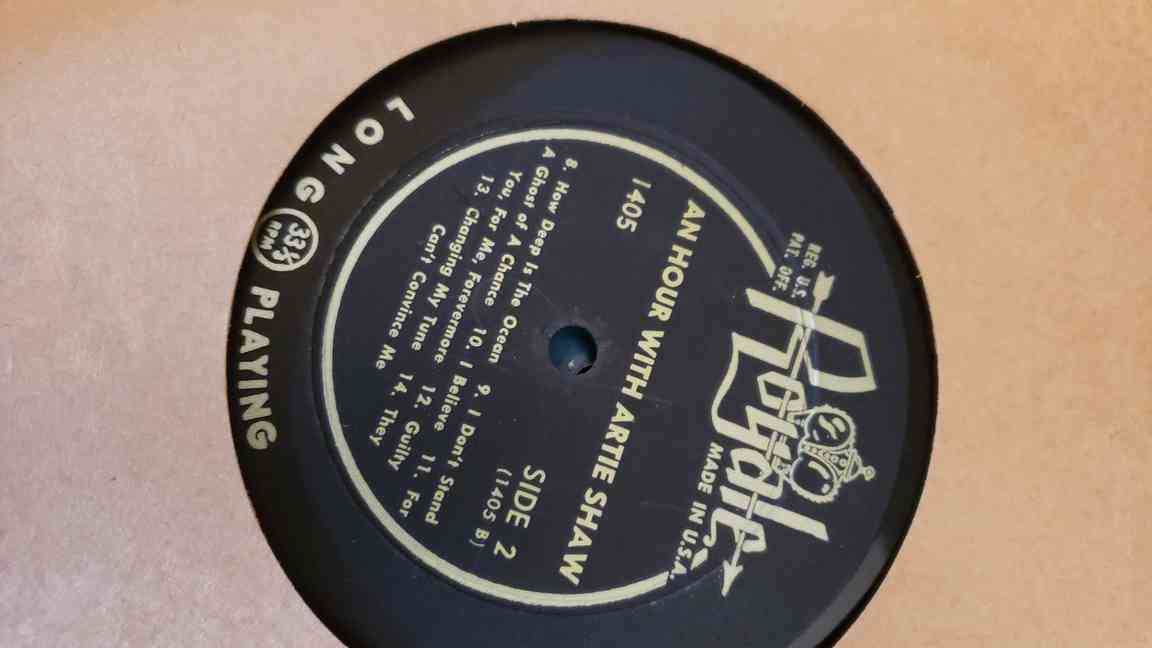 REG. U.S.
PAT. OFF.
Royale
MADE IN U.S.A.
AN HOUR WITH ARTIE SHAW
1405
SIDE 2
(1405 B)
8. How Deep Is The Ocean 9. I Don't Stand
A Ghost of A Chance 10. I Believe 11. For
You, For Me, Forevermore 12. Guilty
13. Changing My Tune 14. They
Can't Convince Me
LONG 33⅓ RPM PLAYING